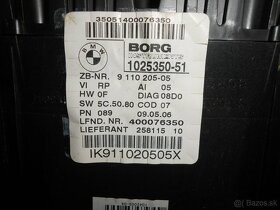 35051400076350
BMW
BORG
1025350-51
ZB-NR. 9 110 205-05
VI RP AI 05
HW 0F DIAG 08D0
SW 5C.50.80 COD 07
PN 089 09.05.06
LFND. NR. 400076350
LIEFERANT 258115 10
IK911020505X
bazos.sk